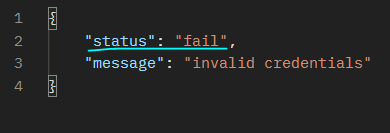 1 {
2 "status": "fail",
3 "message": "invalid credentials"
4 }